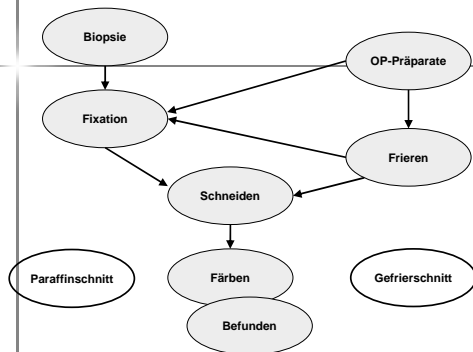 Biopsie
OP-Präparate
Fixation
Frieren
Schneiden
Paraffinschnitt
Färben
Gefrierschnitt
Befunden